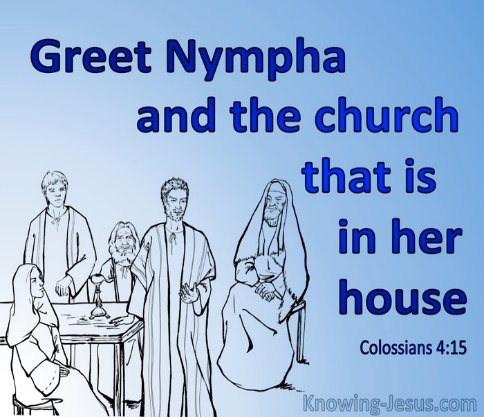 Greet Nympha
and the church
that is
in her
house
Colossians 4:15
Knowing-Jesus.com